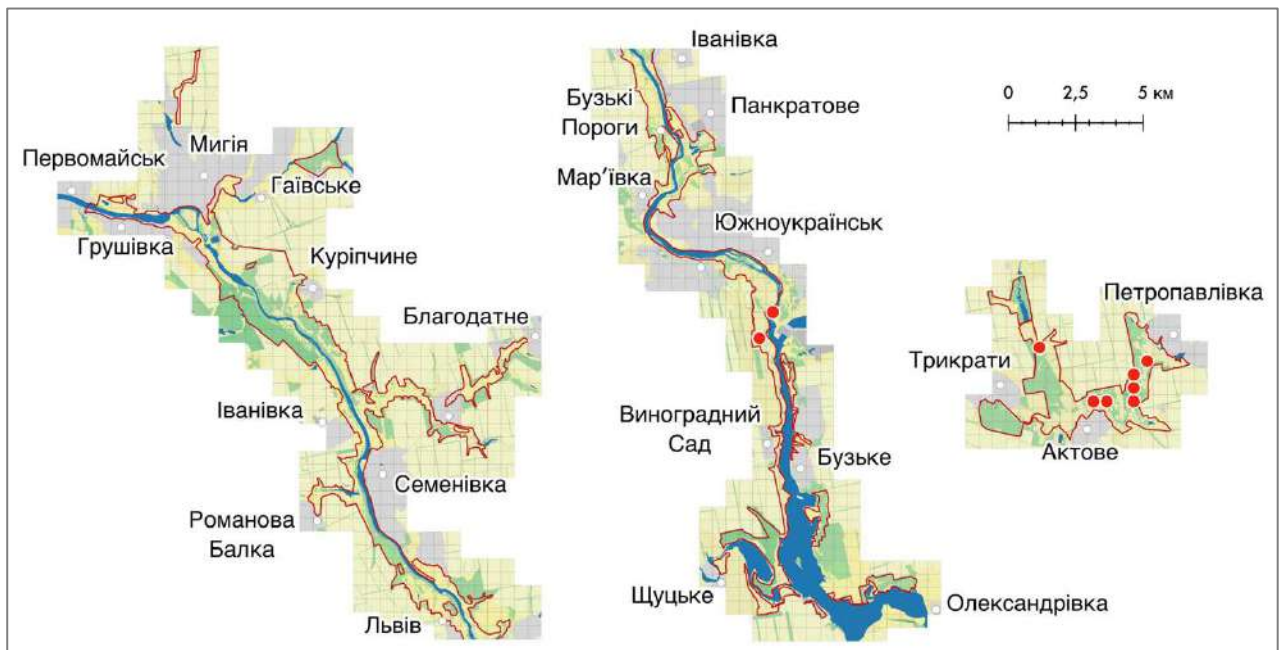 Первомайськ
Мигія
Гаївське
Грушівка
Куріпчине
Благодатне
Іванівка
Семенівка
Романова
Балка
Львів
Іванівка
Бузькі
Пороги
Панкратове
Мар’ївка
Южноукраїнськ
Виноградний
Сад
Бузьке
Щуцьке
Олександрівка
0 2,5 5 км
Петропавлівка
Трикрати
Актове